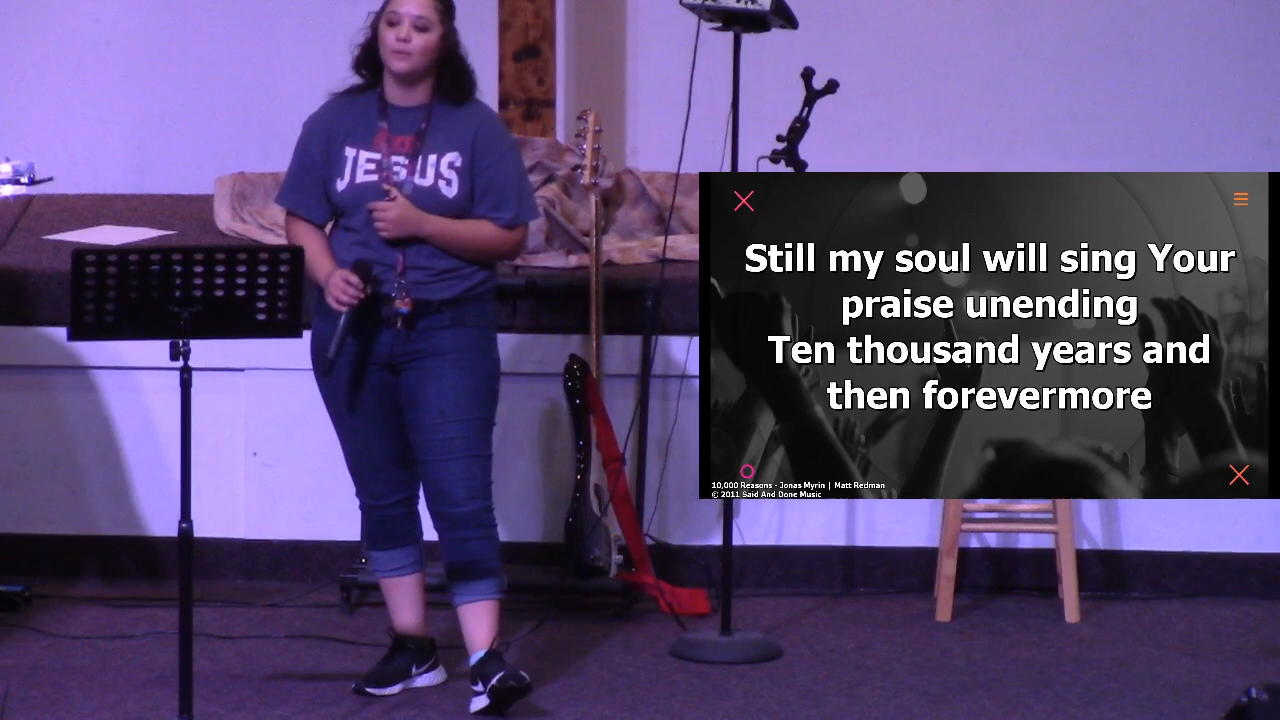 JESUS
Still my soul will sing Your
praise unending
Ten thousand years and
then forevermore
10,000 Reasons - Jonas Myrin | Matt Redman
© 2011 Said And Done Music